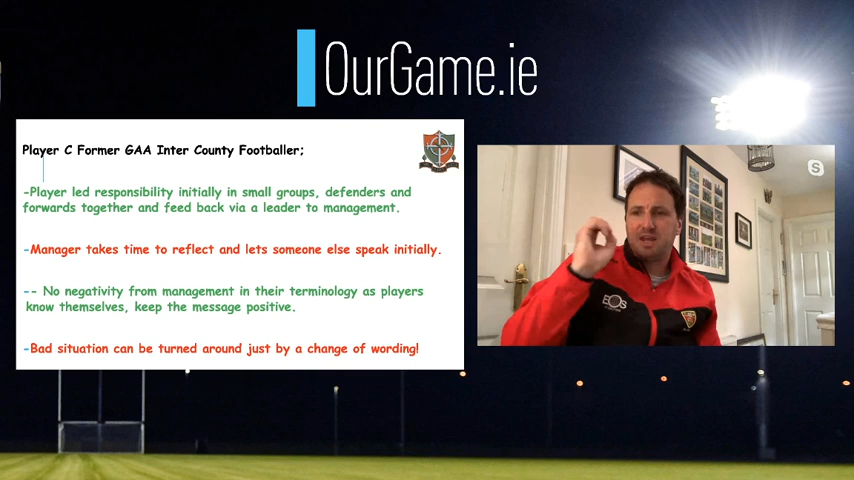 OurGame.ie
Player C Former GAA Inter County Footballer;
-Player led responsibility initially in small groups, defenders and
forwards together and feed back via a leader to management.
-Manager takes time to reflect and lets someone else speak initially.
-- No negativity from management in their terminology as players
know themselves, keep the message positive.
-Bad situation can be turned around just by a change of wording!
EOS